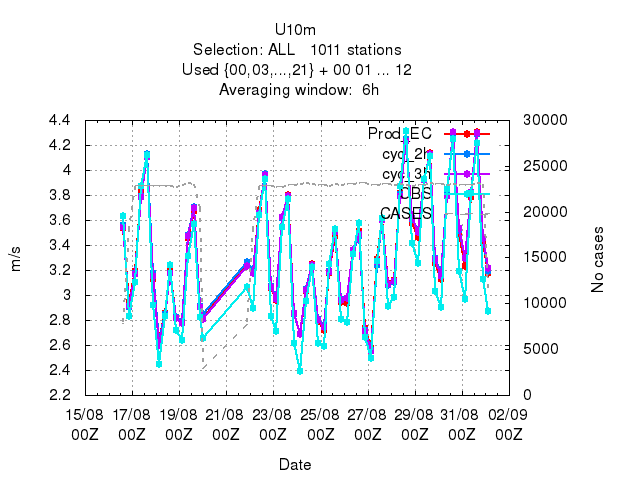 U10m
Selection: ALL   1011 stations
Used {00,03,...,21} + 00 01 ... 12
Averaging window:  6h
4.4
4.2
4
3.8
3.6
3.4
3.2
3
2.8
2.6
2.4
2.2
m/s
30000
25000
20000
15000
10000
5000
0
No cases
Prod_EC
cyc_2h
cyc_3h
OBS
CASES
15/08 17/08 19/08 21/08 23/08 25/08 27/08 29/08 31/08 02/09
00Z 00Z 00Z 00Z 00Z 00Z 00Z 00Z 00Z 00Z
Date